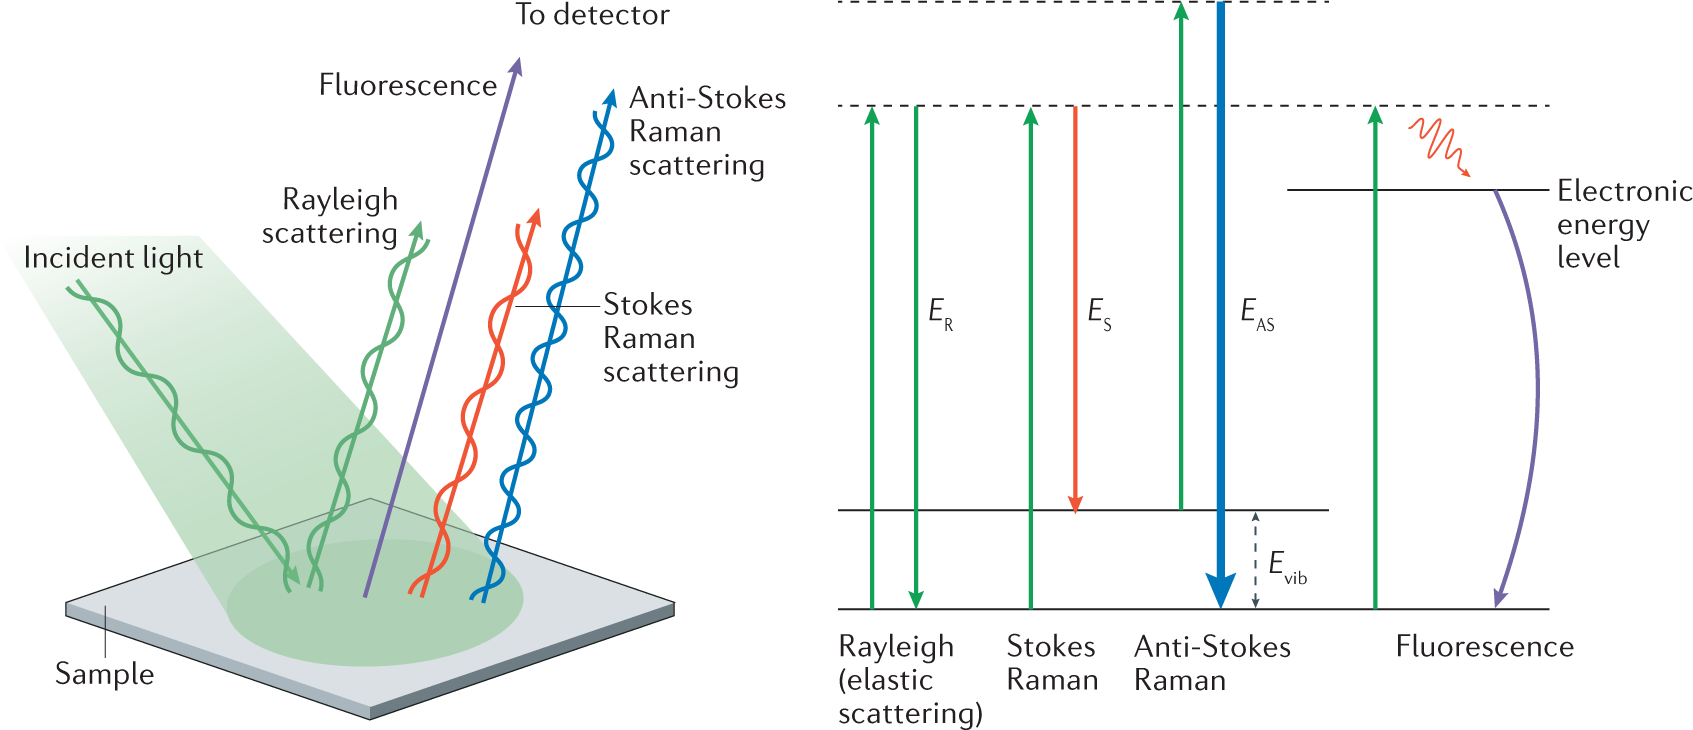 To detector
Fluorescence
Anti-Stokes
Raman
scattering
Rayleigh
scattering
Incident light
Stokes
Raman
scattering
Sample
Electronic
energy
level
E_R
E_S
E_AS
E_vib
Rayleigh
(elastic
scattering)
Stokes
Raman
Anti-Stokes
Raman
Fluorescence